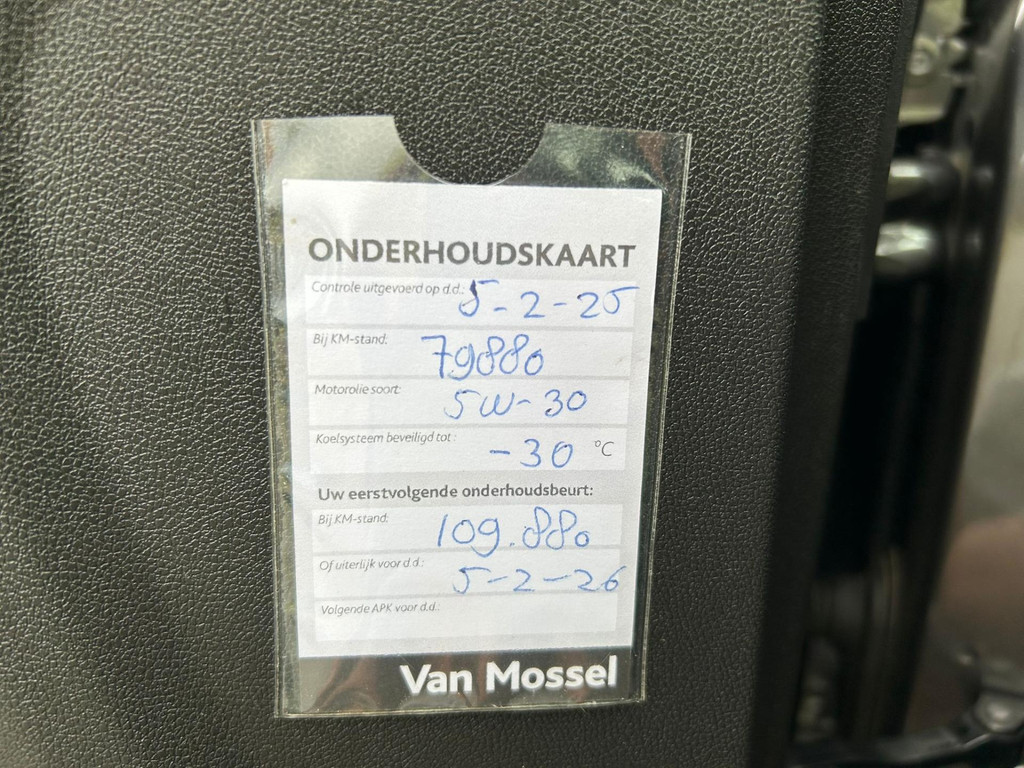 ONDERHOUDSKAART
Controle uitgevoerd op d.d.: 5-2-25
Bij KM-stand: 79880
Motorolie soort: 5W-30
Koelsysteem beveiligd tot: -30 °C
Uw eerstvolgende onderhoudsbeurt:
Bij KM-stand: 109.880
Of uiterlijk voor d.d.: 5-2-26
Volgende APK voor d.d.:
Van Mossel